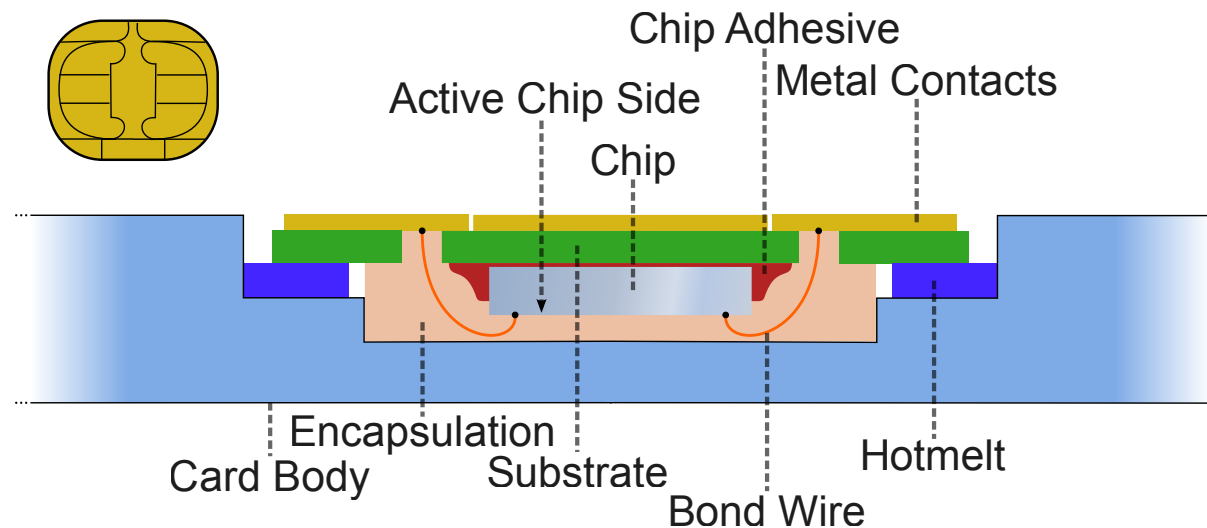 Chip Adhesive
Metal Contacts
Active Chip Side
Chip
Encapsulation
Hotmelt
Card Body
Substrate
Bond Wire